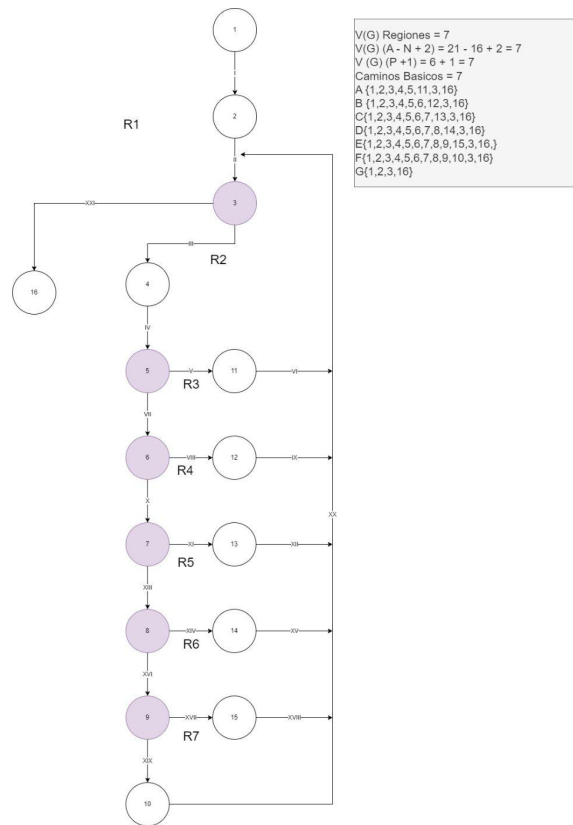 1
I
2
R1
II
3
XXI
III
R2
16
4
IV
5
V
11
VI
R3
VII
6
VIII
12
IX
R4
X
XX
7
XI
13
XII
R5
XIII
8
XIV
14
XV
R6
XVI
9
XVII
15
XVIII
R7
XIX
10
V(G) Regiones = 7
V(G) (A - N + 2) = 21 - 16 + 2 = 7
V (G) (P +1) = 6 + 1 = 7
Caminos Basicos = 7
A {1,2,3,4,5,11,3,16}
B {1,2,3,4,5,6,12,3,16}
C{1,2,3,4,5,6,7,13,3,16}
D{1,2,3,4,5,6,7,8,14,3,16}
E{1,2,3,4,5,6,7,8,9,15,3,16,}
F{1,2,3,4,5,6,7,8,9,10,3,16}
G{1,2,3,16}